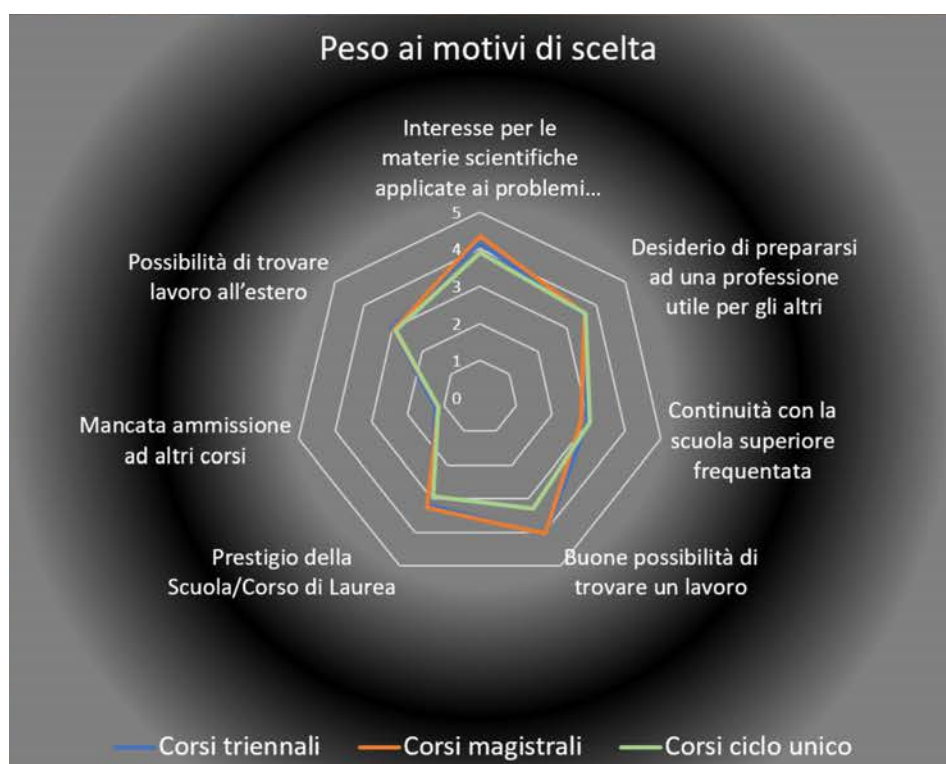 Peso ai motivi di scelta
Interesse per le
materie scientifiche
applicate ai problemi...
Desiderio di prepararsi
ad una professione
utile per gli altri
Continuità con la
scuola superiore
frequentata
Buone possibilità di
trovare un lavoro
Prestigio della
Scuola/Corso di Laurea
Mancata ammissione
ad altri corsi
Possibilità di trovare
lavoro all'estero
5
4
3
2
1
0
Corsi triennali
Corsi magistrali
Corsi ciclo unico